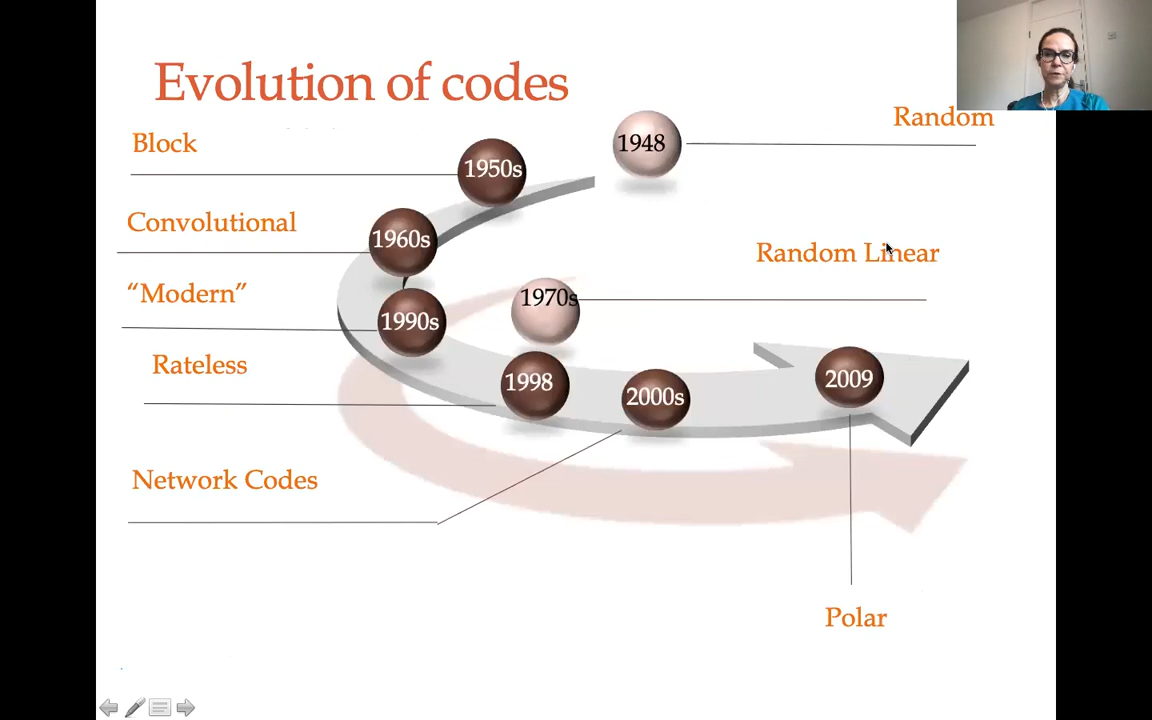 Evolution of codes
Random
1948
Block
1950s
Convolutional
1960s
Random Linear
1970s
“Modern”
1990s
Rateless
1998
2000s
2009
Network Codes
Polar